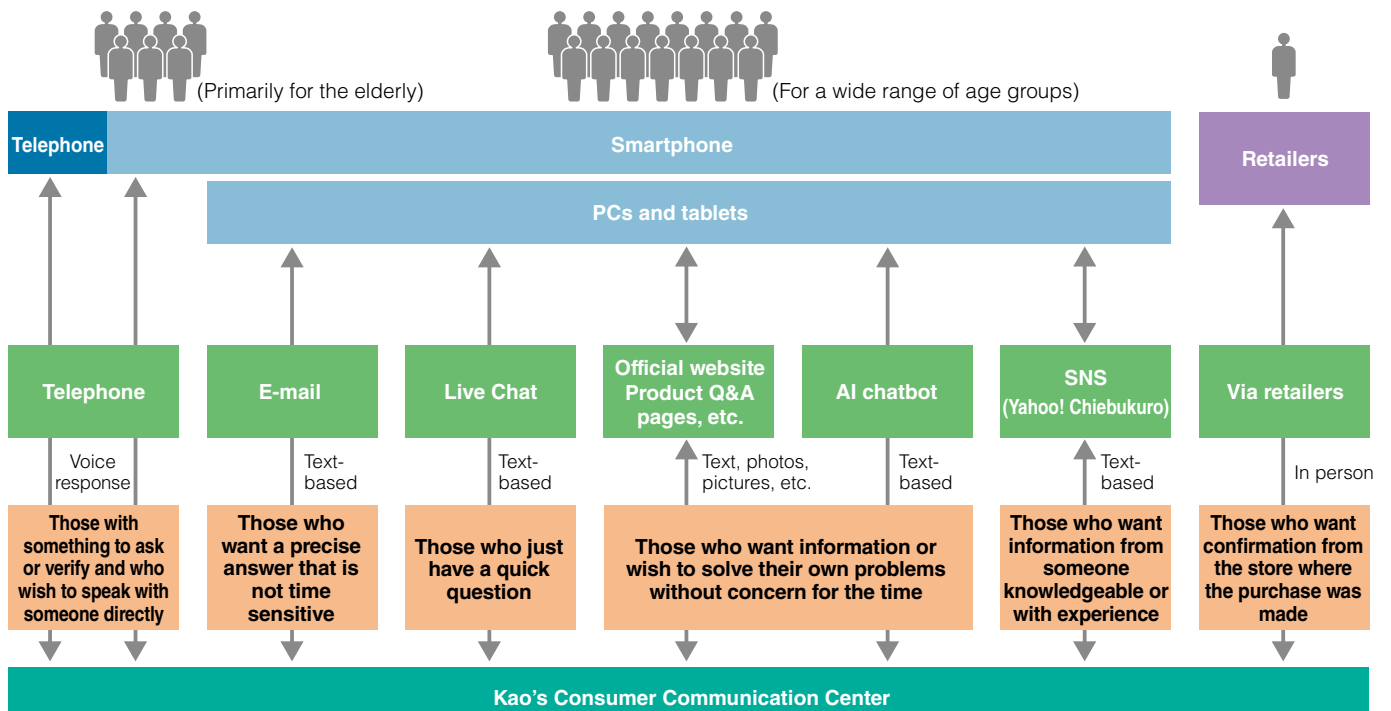 (Primarily for the elderly)
(For a wide range of age groups)
Telephone
Smartphone
Retailers
PCs and tablets
Telephone
E-mail
Live Chat
Official website
Product Q&A
pages, etc.
AI chatbot
SNS
(Yahoo! Chiebukuro)
Via retailers
Voice
response
Text-
based
Text-
based
Text, photos,
pictures, etc.
Text-
based
Text-
based
In person
Those with
something to ask
or verify and who
wish to speak with
someone directly
Those who
want a precise
answer that is
not time
sensitive
Those who just
have a quick
question
Those who want information or
wish to solve their own problems
without concern for the time
Those who want
information from
someone
knowledgeable or
with experience
Those who want
confirmation from
the store where
the purchase was
made
Kao's Consumer Communication Center